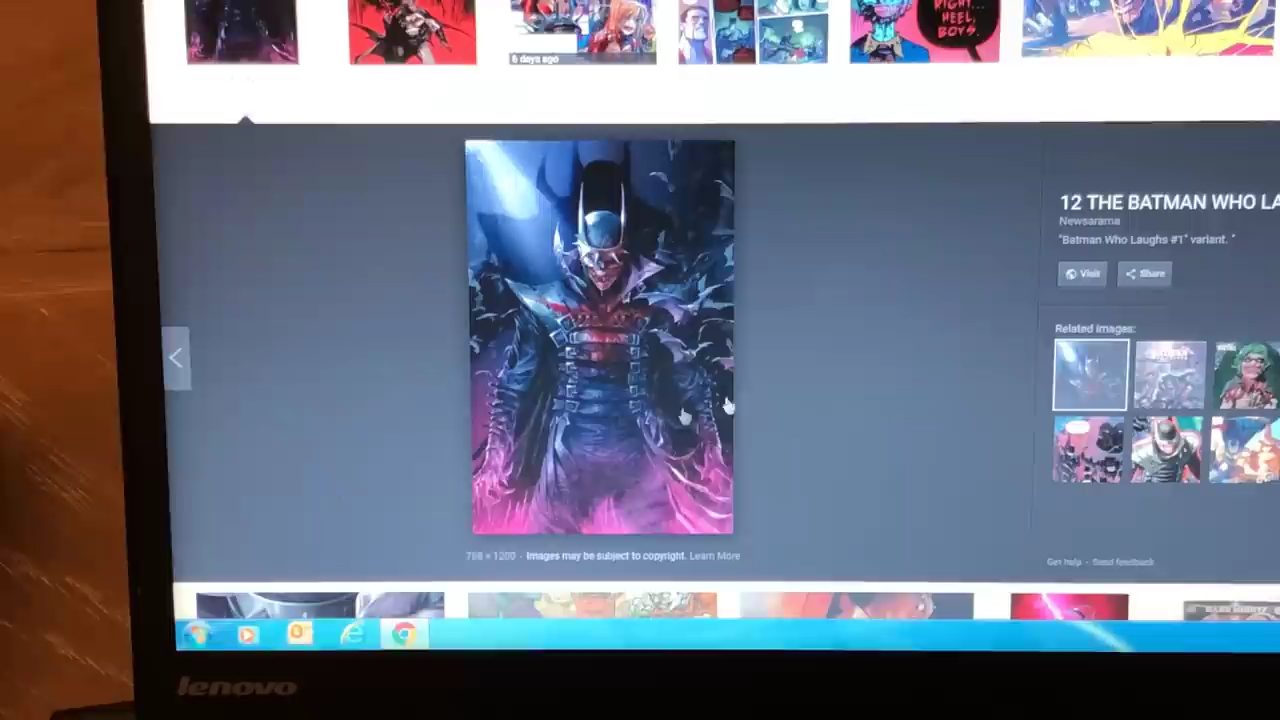 RIGHT...
HEEL,
BOYS.
6 days ago
12 THE BATMAN WHO LA
Newsarama
"Batman Who Laughs #1" variant. "
Visit
Share
Related images:
1200 - Images may be subject to copyright. Learn More
Get help - Send feedback
lenovo